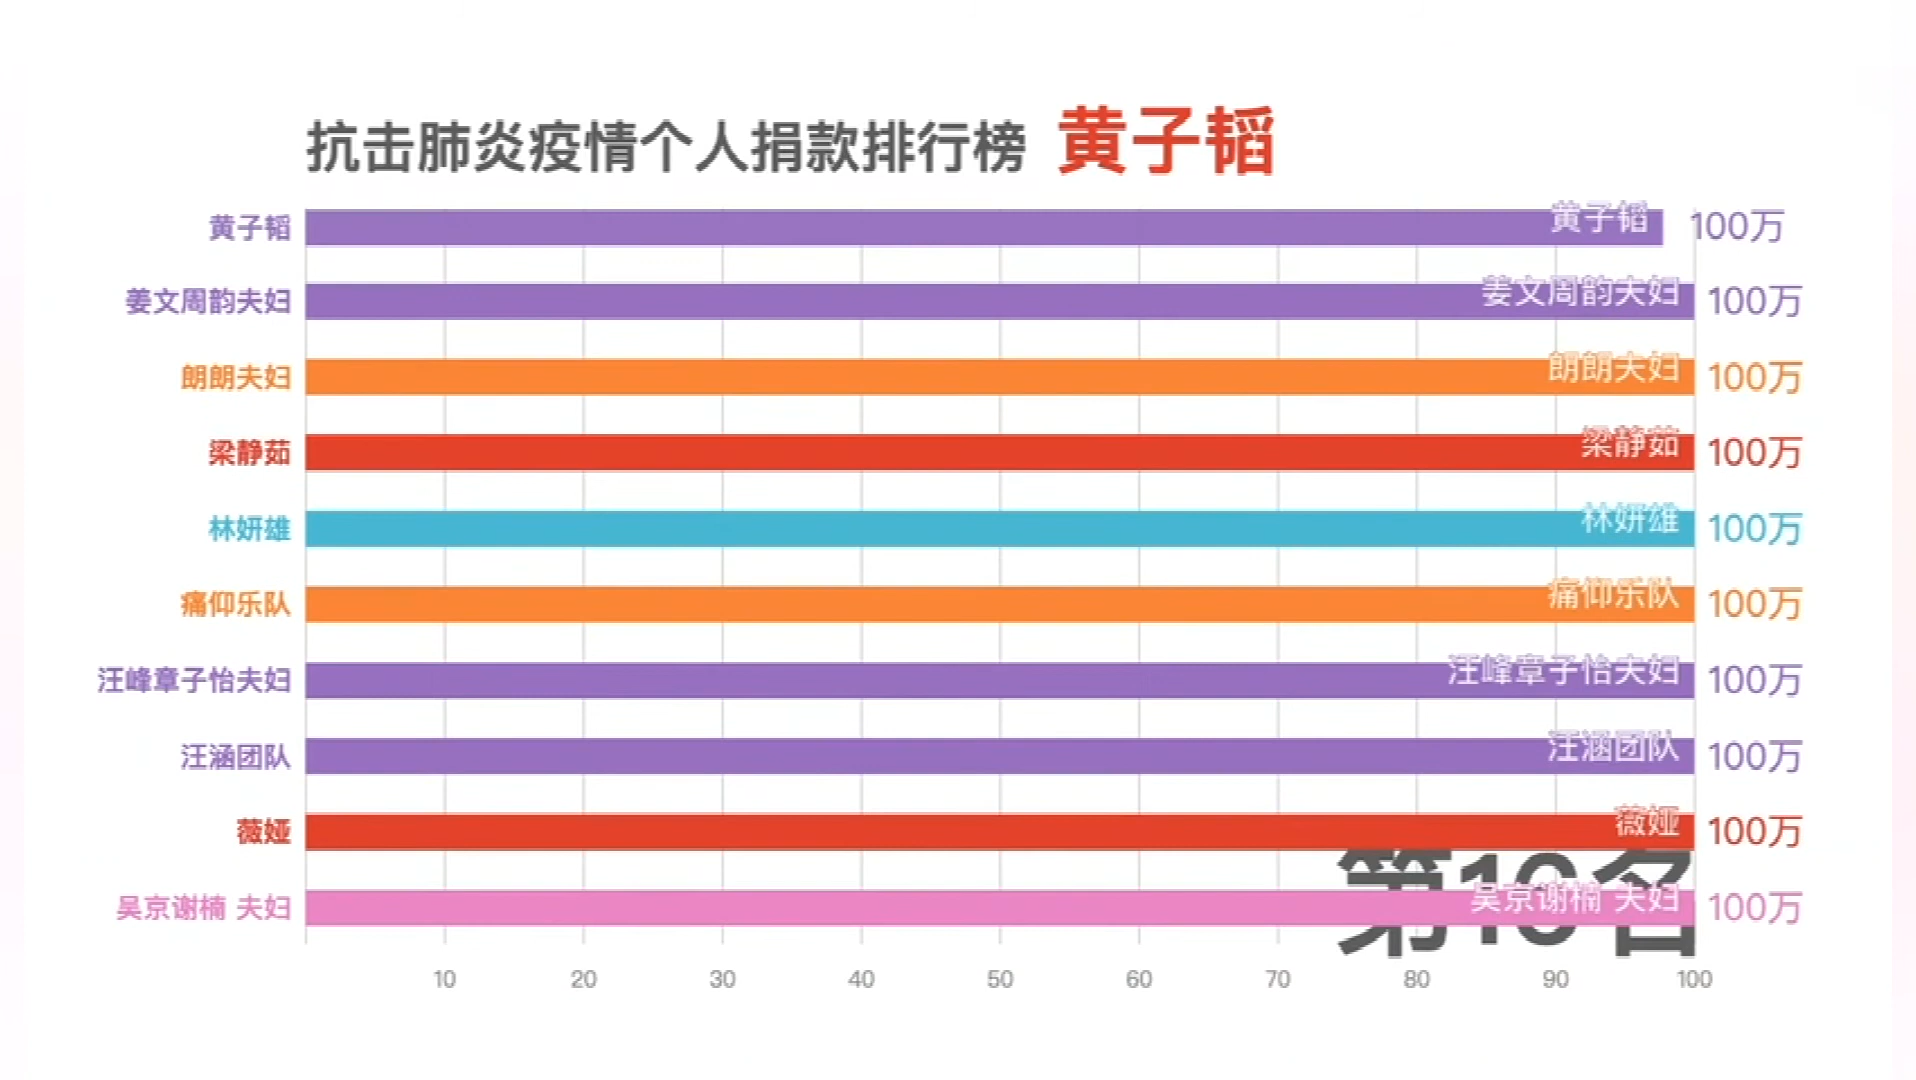 抗击肺炎疫情个人捐款排行榜 黄子韬
黄子韬 黄子韬 100万
姜文周韵夫妇 姜文周韵夫妇 100万
朗朗夫妇 朗朗夫妇 100万
梁静茹 梁静茹 100万
林妍雄 林妍雄 100万
痛仰乐队 痛仰乐队 100万
汪峰章子怡夫妇 汪峰章子怡夫妇 100万
汪涵团队 汪涵团队 100万
薇娅 薇娅 100万
吴京谢楠 夫妇 吴京谢楠 夫妇 100万
10 20 30 40 50 60 70 80 90 100